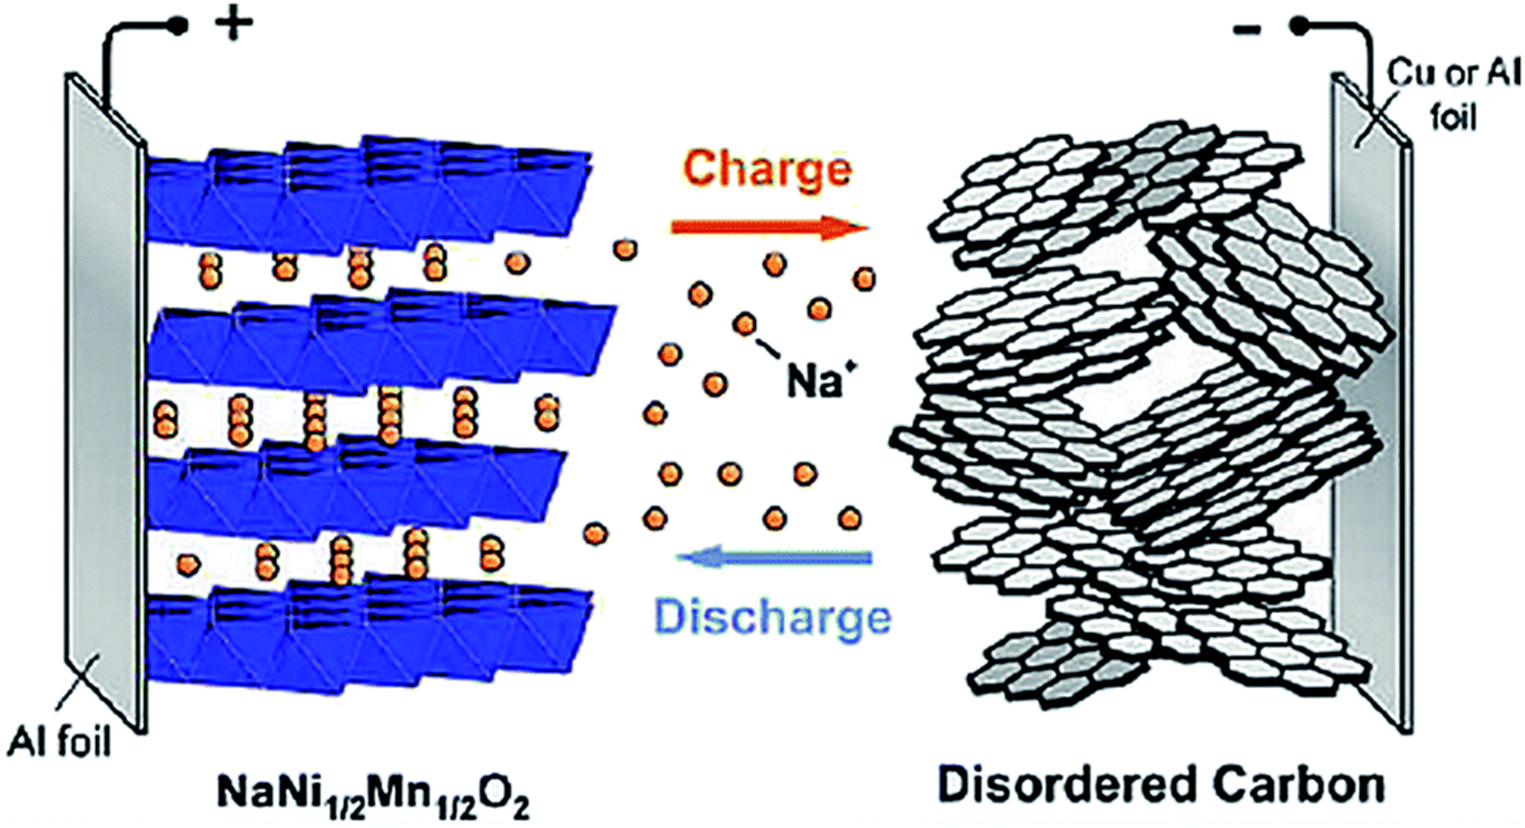 +
-
Cu or Al
foil
Charge
Na+
Discharge
Al foil
NaNi1/2Mn1/2O2
Disordered Carbon